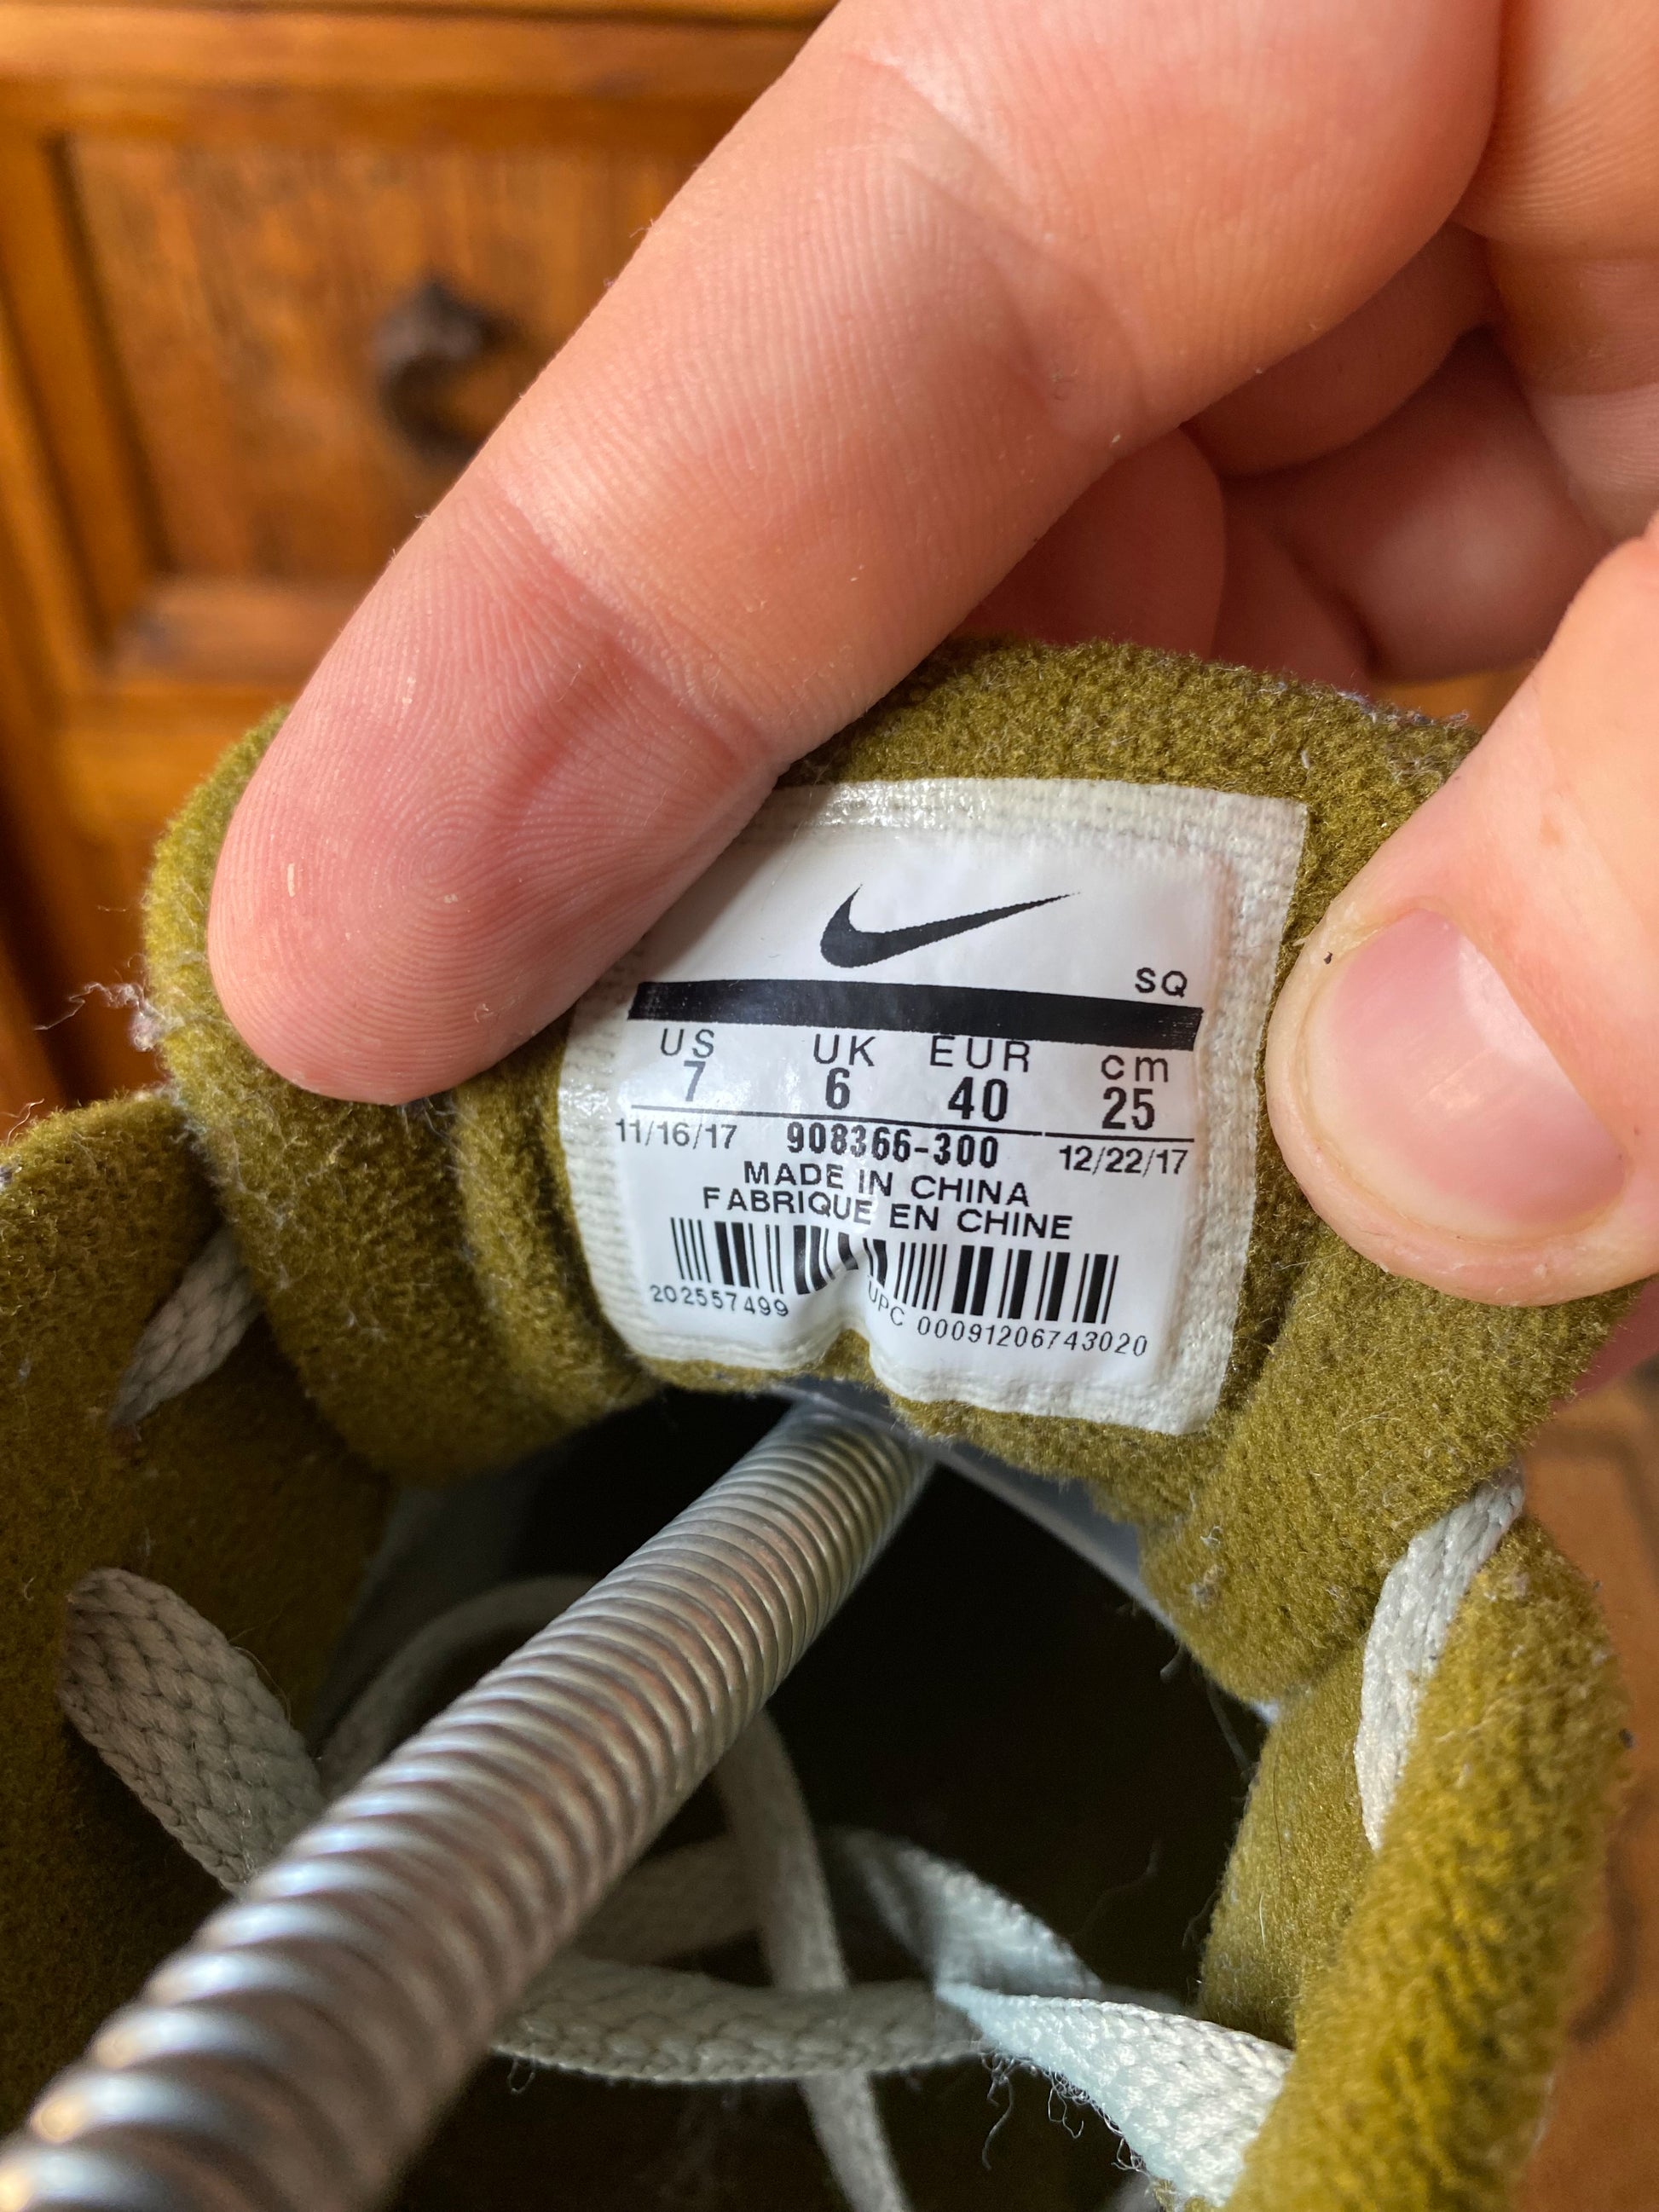 SQ
US UK EUR cm
7 6 40 25
11/16/17 908366-300 12/22/17
MADE IN CHINA
FABRIQUE EN CHINE
202557499 UPC 00091206743020